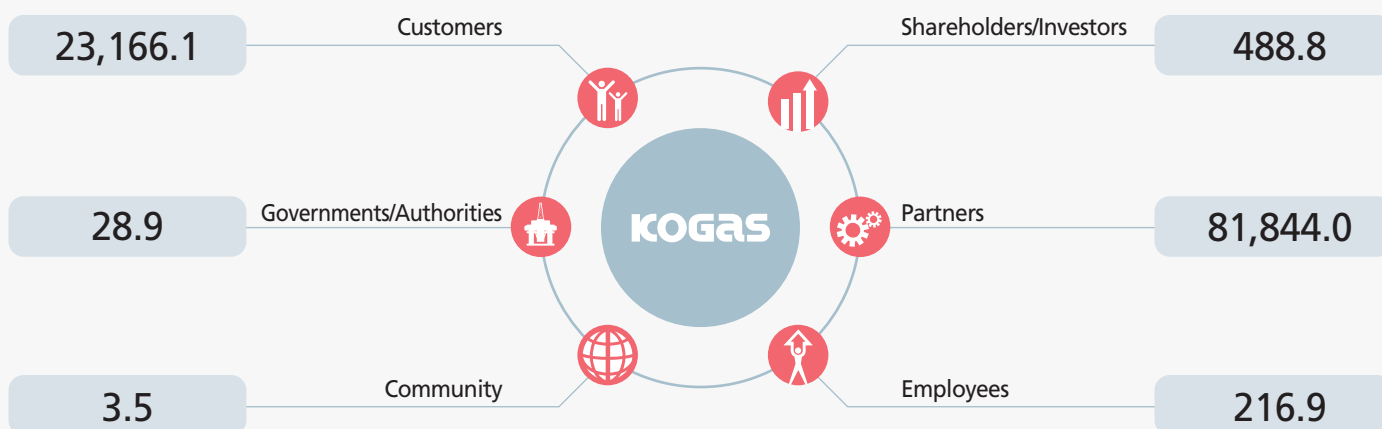 Customers
23,166.1
Shareholders/Investors
488.8
Governments/Authorities
28.9
KOGAS
Partners
81,844.0
Community
3.5
Employees
216.9